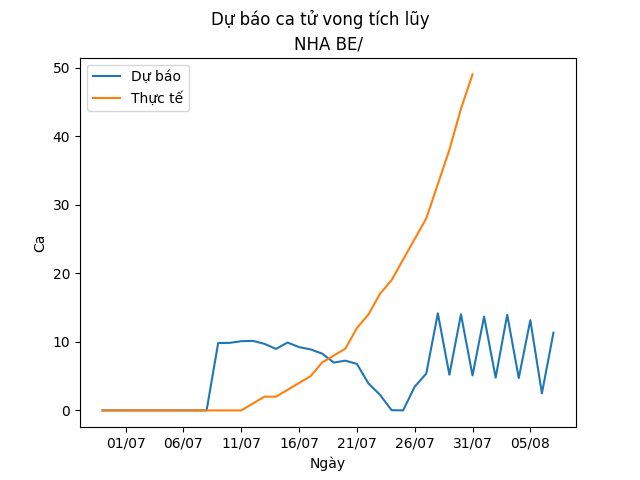 Dự báo ca tử vong tích lũy
NHA BE/
Dự báo
Thực tế
50
40
30
20
10
0
Ca
01/07
06/07
11/07
16/07
21/07
26/07
31/07
05/08
Ngày